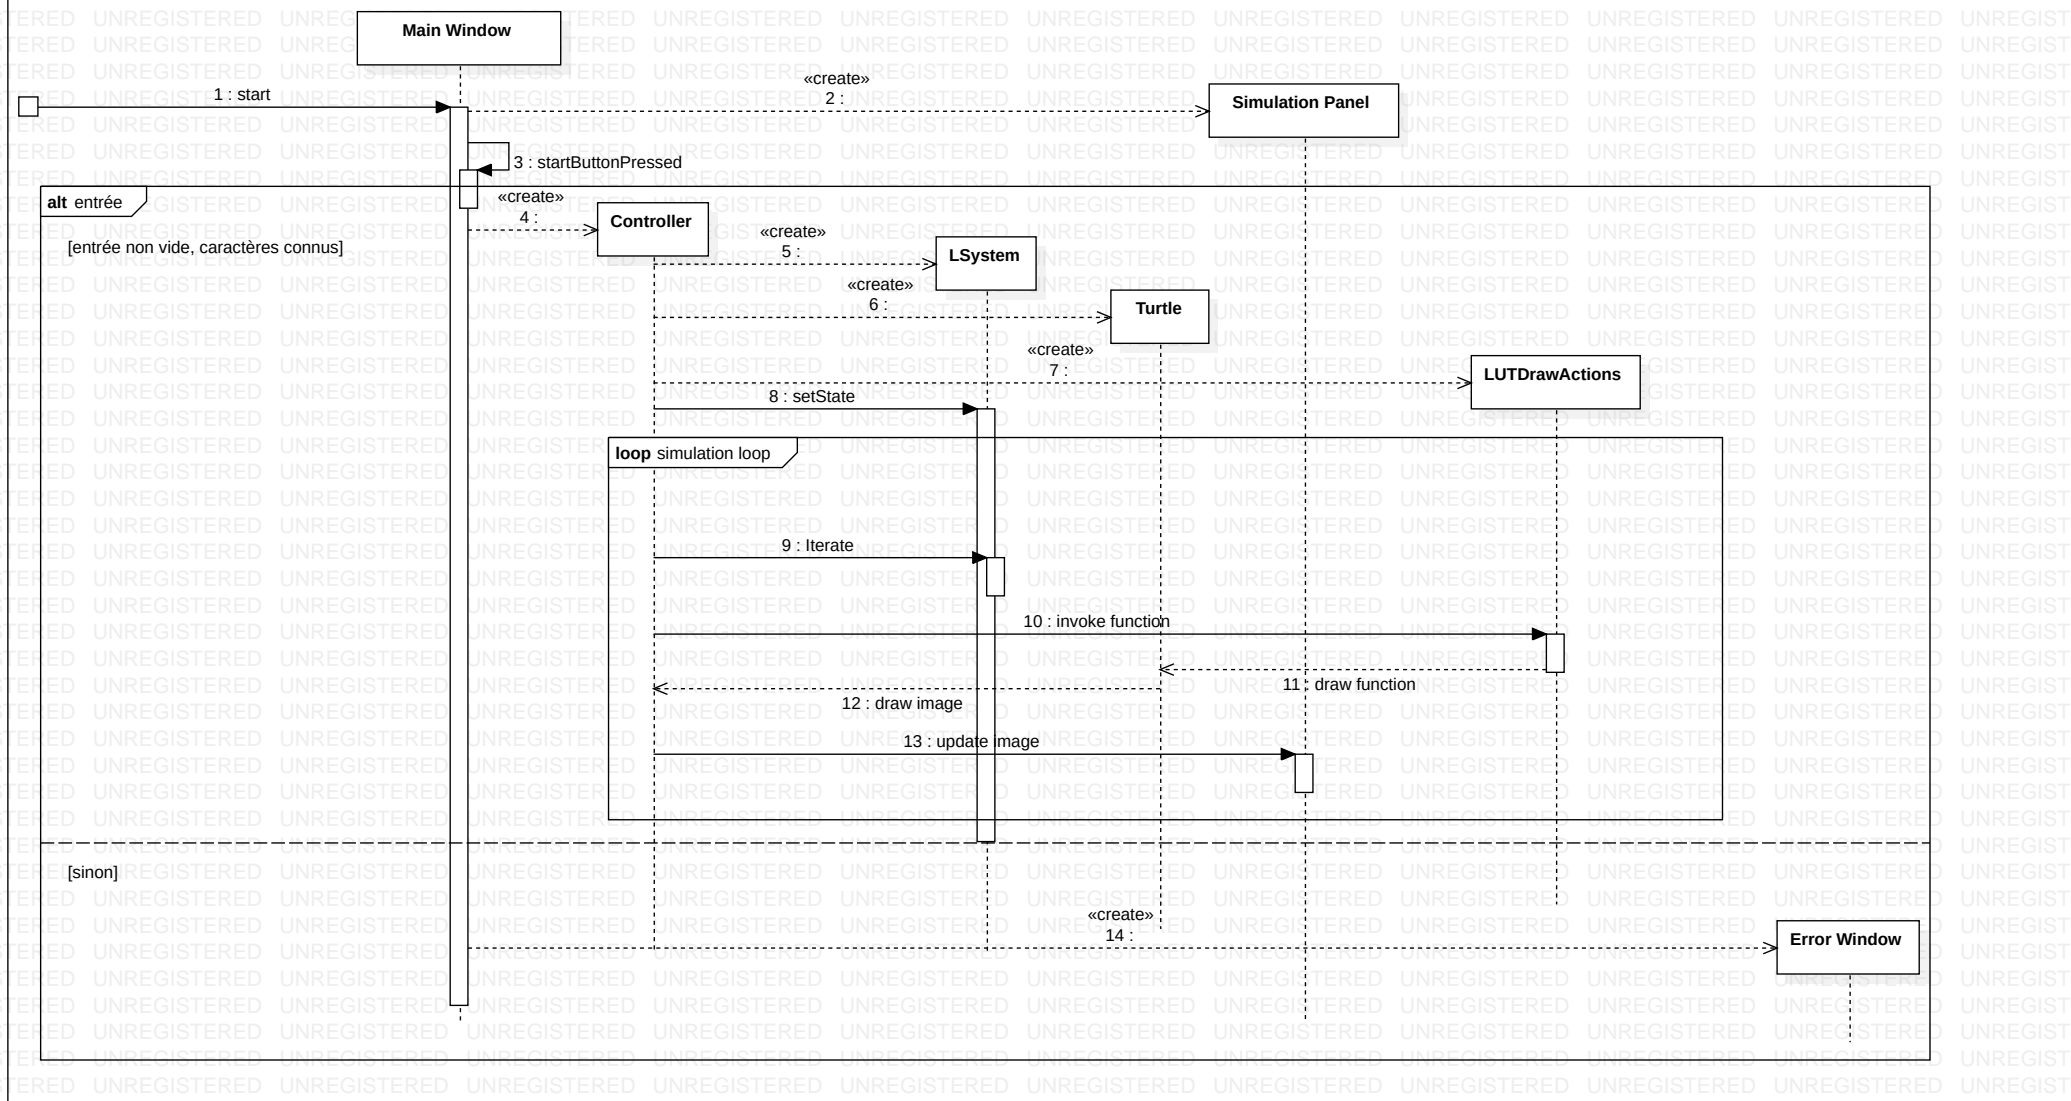 Main Window
«create»
2 :
1 : start
Simulation Panel
3 : startButtonPressed
alt entrée
«create»
4 :
Controller
[entrée non vide, caractères connus]
«create»
5 :
LSystem
«create»
6 :
Turtle
«create»
7 :
LUTDrawActions
8 : setState
loop simulation loop
9 : Iterate
10 : invoke function
11 : draw function
12 : draw image
13 : update image
[sinon]
«create»
14 :
Error Window
UNREGISTERED